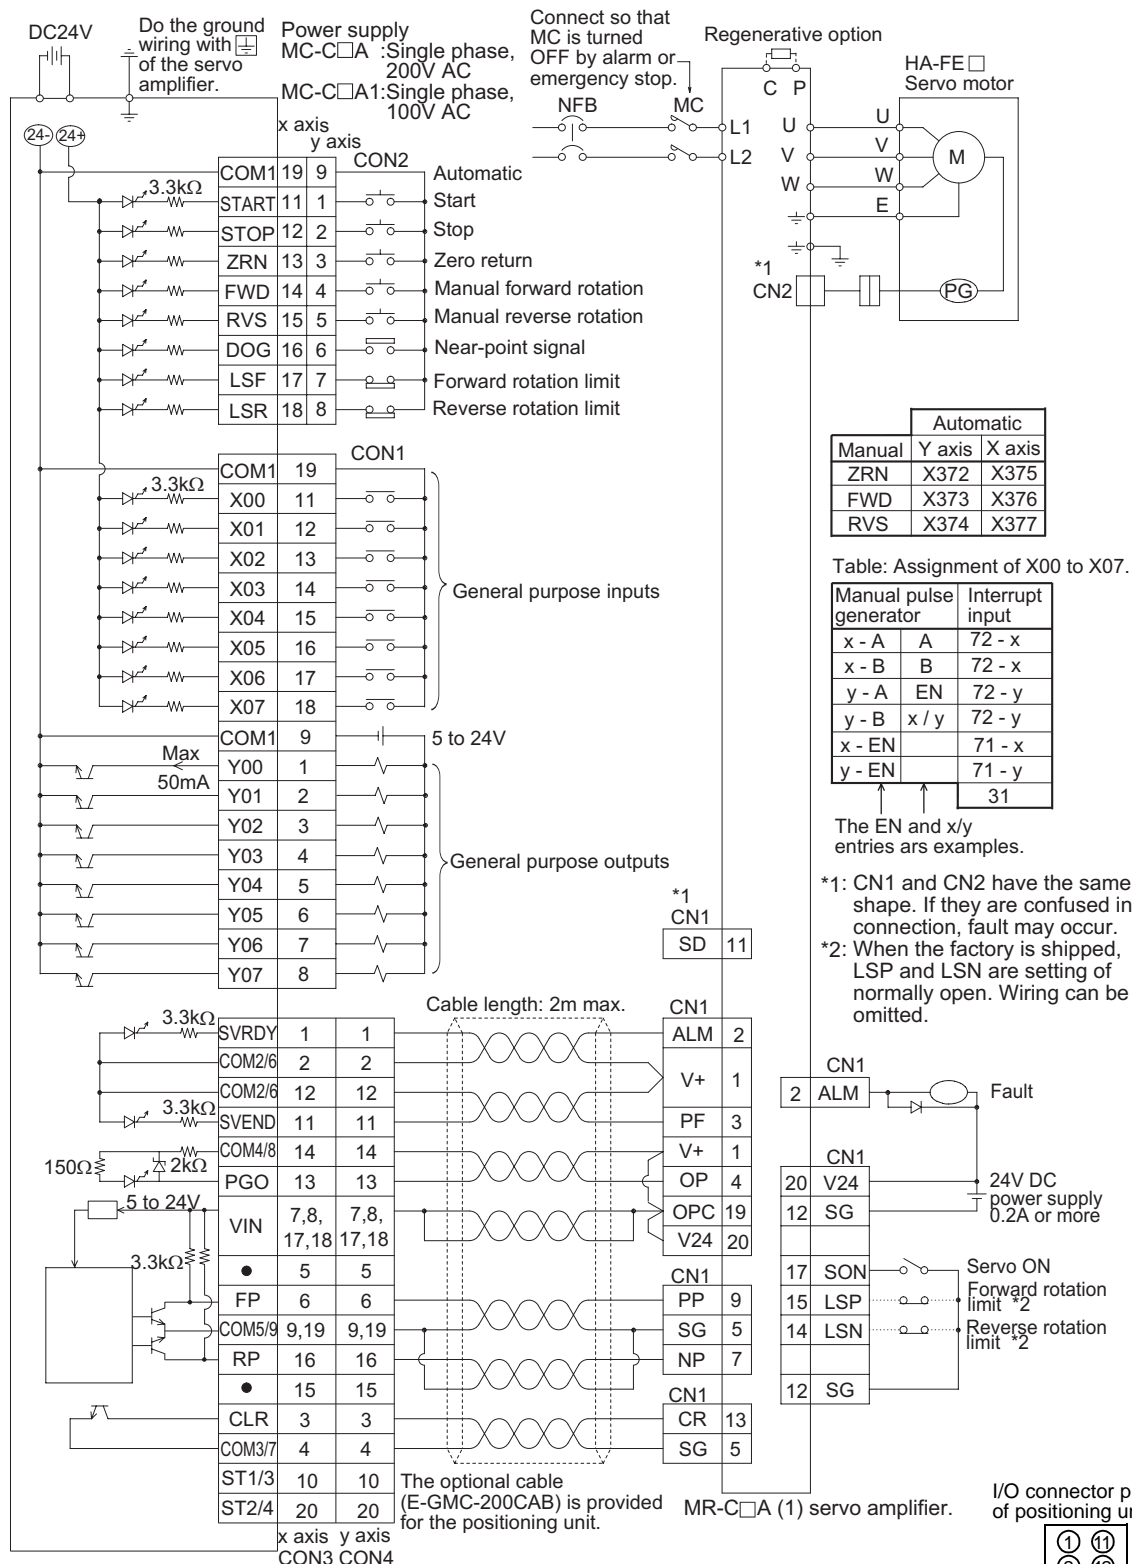 DC24V
Do the ground
wiring with
of the servo
amplifier.
Power supply
MC-C□A :Single phase,
200V AC
MC-C□A1:Single phase,
100V AC
Connect so that
MC is turned
OFF by alarm or
emergency stop.
Regenerative option
C P
HA-FE□
Servo motor
NFB
MC
L1
L2
U
V
W
U
V
W
E
M
*1
CN2
PG
24-
24+
x axis
y axis
CON2
COM1 19 9 Automatic
3.3kΩ
START 11 1 Start
STOP 12 2 Stop
ZRN 13 3 Zero return
FWD 14 4 Manual forward rotation
RVS 15 5 Manual reverse rotation
DOG 16 6 Near-point signal
LSF 17 7 Forward rotation limit
LSR 18 8 Reverse rotation limit
CON1
COM1 19
3.3kΩ
X00 11
X01 12
X02 13
X03 14
X04 15
X05 16
X06 17
X07 18
General purpose inputs
COM1 9 5 to 24V
Max
50mA
Y00 1
Y01 2
Y02 3
Y03 4
Y04 5
Y05 6
Y06 7
Y07 8
General purpose outputs
Automatic
Manual Y axis X axis
ZRN X372 X375
FWD X373 X376
RVS X374 X377
Table: Assignment of X00 to X07.
Manual pulse
generator
Interrupt
input
x - A A 72 - x
x - B B 72 - x
y - A EN 72 - y
y - B x / y 72 - y
x - EN 71 - x
y - EN 71 - y
31
The EN and x/y
entries ars examples.
*1: CN1 and CN2 have the same
shape. If they are confused in
connection, fault may occur.
*2: When the factory is shipped,
LSP and LSN are setting of
normally open. Wiring can be
omitted.
*1
CN1
SD 11
Cable length: 2m max.
3.3kΩ
SVRDY 1 1
COM2/6 2 2
COM2/6 12 12
3.3kΩ
SVEND 11 11
COM4/8 14 14
150Ω
2kΩ
PGO 13 13
5 to 24V
VIN 7,8, 7,8,
17,18 17,18
3.3kΩ
● 5 5
FP 6 6
COM5/9 9,19 9,19
RP 16 16
● 15 15
CLR 3 3
COM3/7 4 4
ST1/3 10 10
ST2/4 20 20
x axis y axis
CON3 CON4
CN1
ALM 2
V+ 1
PF 3
V+ 1
OP 4
OPC 19
V24 20
CN1
PP 9
SG 5
NP 7
CN1
CR 13
SG 5
The optional cable
(E-GMC-200CAB) is provided
for the positioning unit.
MR-C□A (1) servo amplifier.
CN1
2 ALM
Fault
CN1
20 V24
12 SG
24V DC
power supply
0.2A or more
17 SON Servo ON
15 LSP Forward rotation
limit *2
14 LSN Reverse rotation
limit *2
12 SG
I/O connector p
of positioning u
1 11